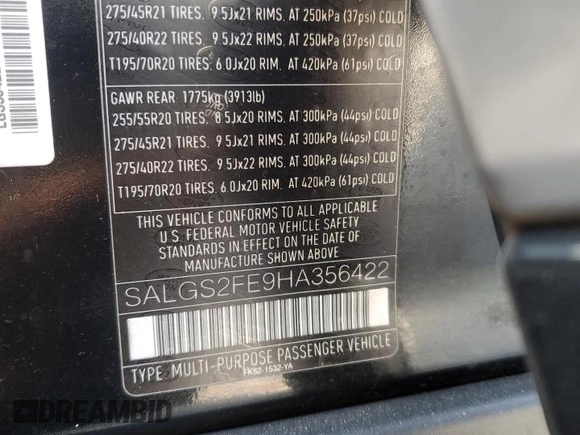 275/45R21 TIRES. 9 5Jx21 RIMS. AT 250kPa (37psi) COLD
275/40R22 TIRES. 9 5Jx22 RIMS. AT 250kPa (37psi) COLD
T195/70R20 TIRES. 6 0Jx20 RIM. AT 420kPa (61psi) COLD
GAWR REAR 1775kg (3913lb)
255/55R20 TIRES 8 5Jx20 RIMS. AT 300kPa (44psi) COLD
275/45R21 TIRES. 9 5Jx21 RIMS. AT 300kPa (44psi) COLD
275/40R22 TIRES. 9 5Jx22 RIMS. AT 300kPa (44psi) COLD
T195/70R20 TIRES. 6 0Jx20 RIM. AT 420kPa (61psi) COLD
THIS VEHICLE CONFORMS TO ALL APPLICABLE
U.S. FEDERAL MOTOR VEHICLE SAFETY
STANDARDS IN EFFECT ON THE DATE OF
MANUFACTURE SHOWN ABOVE.
SALGS2FE9HA356422
TYPE: MULTI-PURPOSE PASSENGER VEHICLE
FK52-1532-YA
DREAMBID